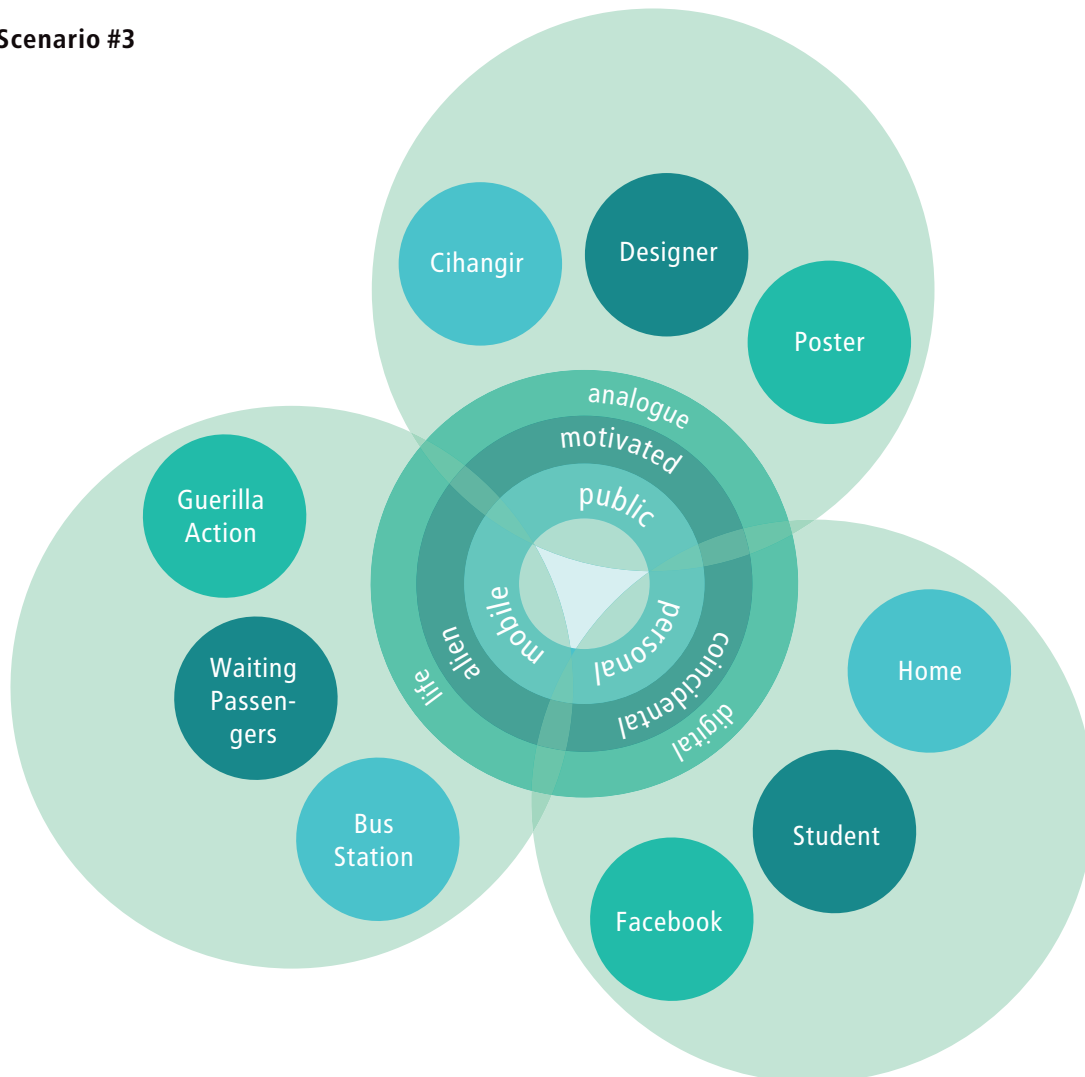 Scenario #3
Cihangir
Designer
Poster
analogue
motivated
public
Guerilla
Action
Waiting
Passen-
gers
Bus
Station
mobile
alien
life
personal
coincidental
digital
Home
Student
Facebook